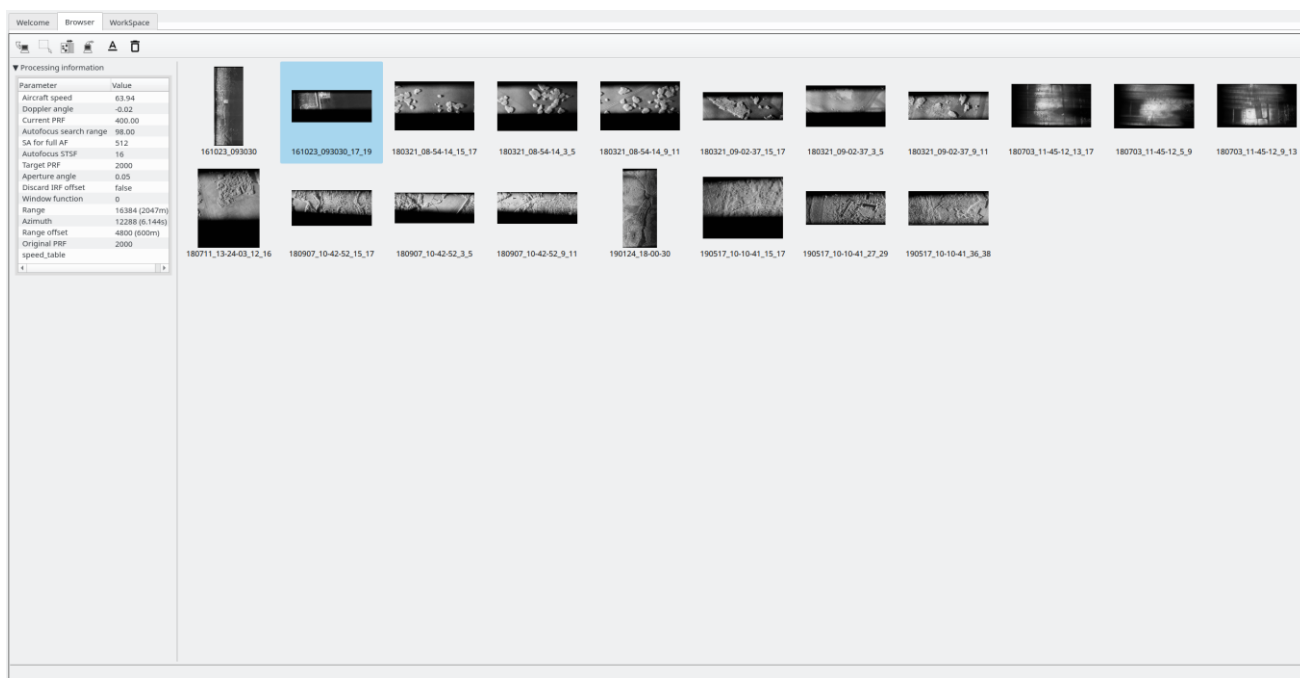 Welcome Browser WorkSpace
A
▼ Processing information
Parameter Value
Aircraft speed 63.94
Doppler angle -0.02
Current PRF 400.00
Autofocus search range 98.00
SA for full AF 512
Autofocus STSF 16
Target PRF 2000
Aperture angle 0.05
Discard IRF offset false
Window function 0
Range 16384 (2047m)
Azimuth 12288 (6.144s)
Range offset 4800 (600m)
Original PRF 2000
speed_table
161023_093030 161023_093030_17_19 180321_08-54-14_15_17 180321_08-54-14_3_5 180321_08-54-14_9_11 180321_09-02-37_15_17 180321_09-02-37_3_5 180321_09-02-37_9_11 180703_11-45-12_13_17 180703_11-45-12_5_9 180703_11-45-12_9_13
180711_13-24-03_12_16 180907_10-42-52_15_17 180907_10-42-52_3_5 180907_10-42-52_9_11 190124_18-00-30 190517_10-10-41_15_17 190517_10-10-41_27_29 190517_10-10-41_36_38